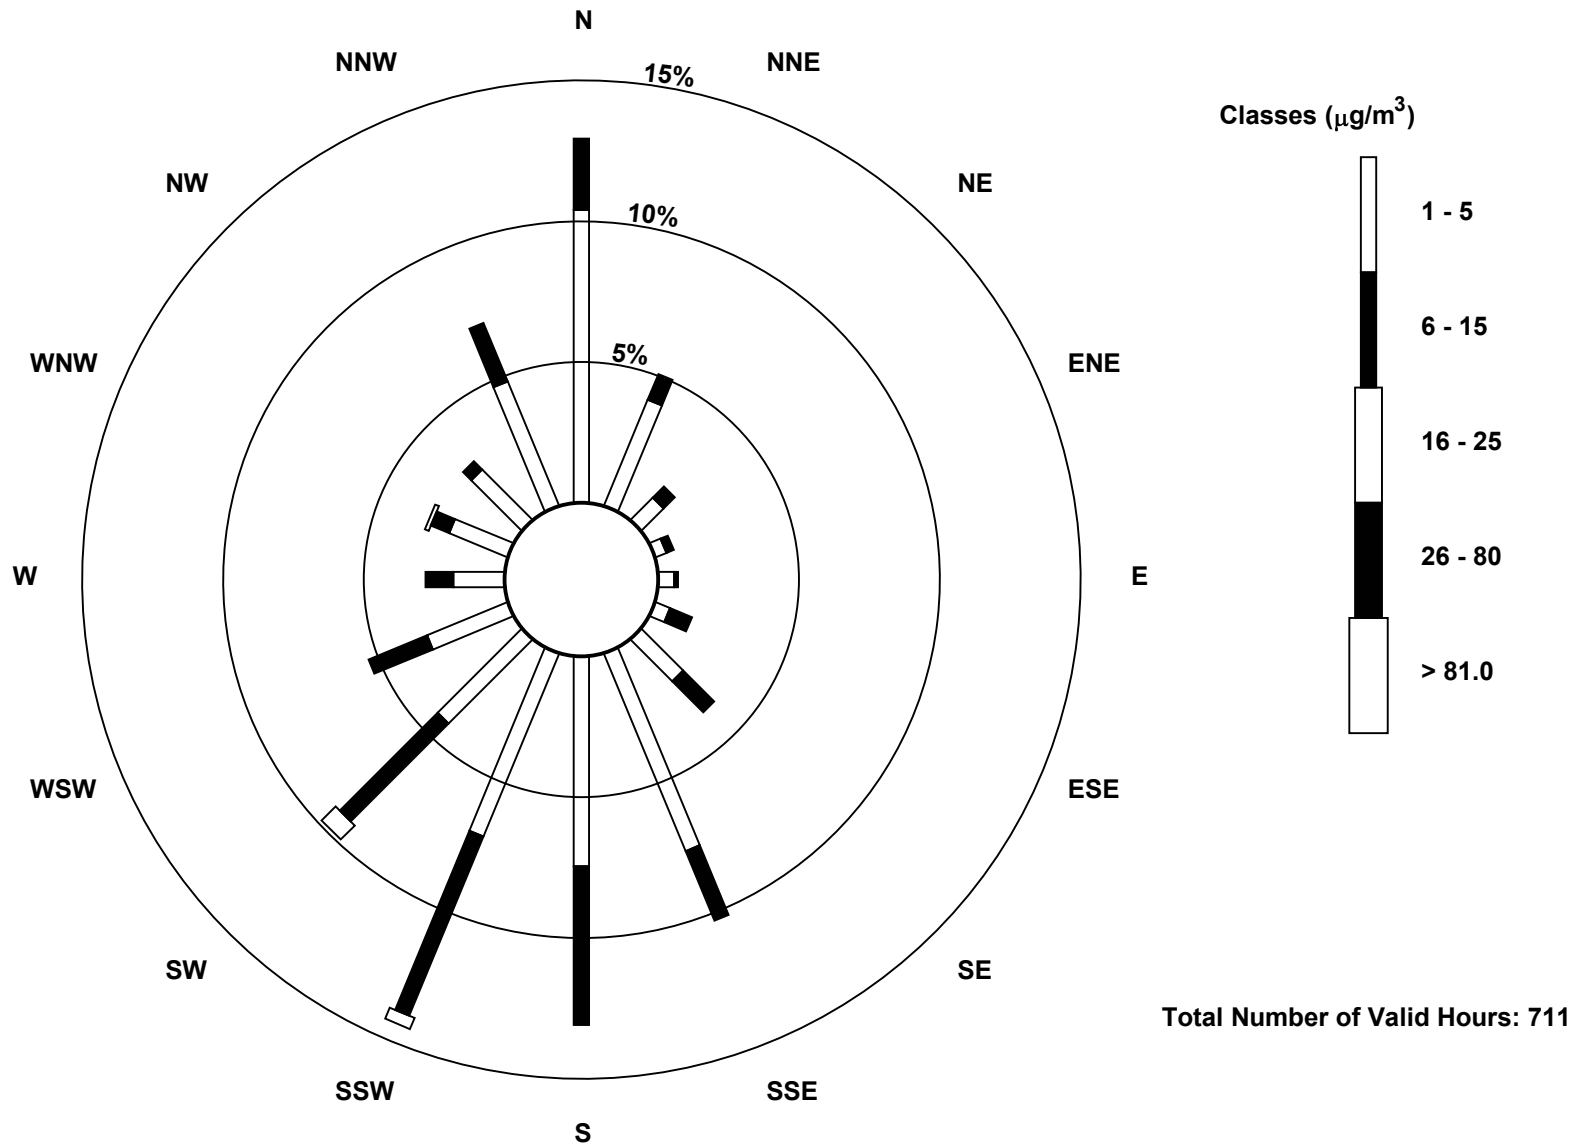 N
NNW
NNE
15%
Classes (μg/m³)
NW
NE
1 - 5
10%
6 - 15
5%
WNW
ENE
16 - 25
26 - 80
W
E
> 81.0
WSW
ESE
SW
SE
Total Number of Valid Hours: 711
SSW
SSE
S